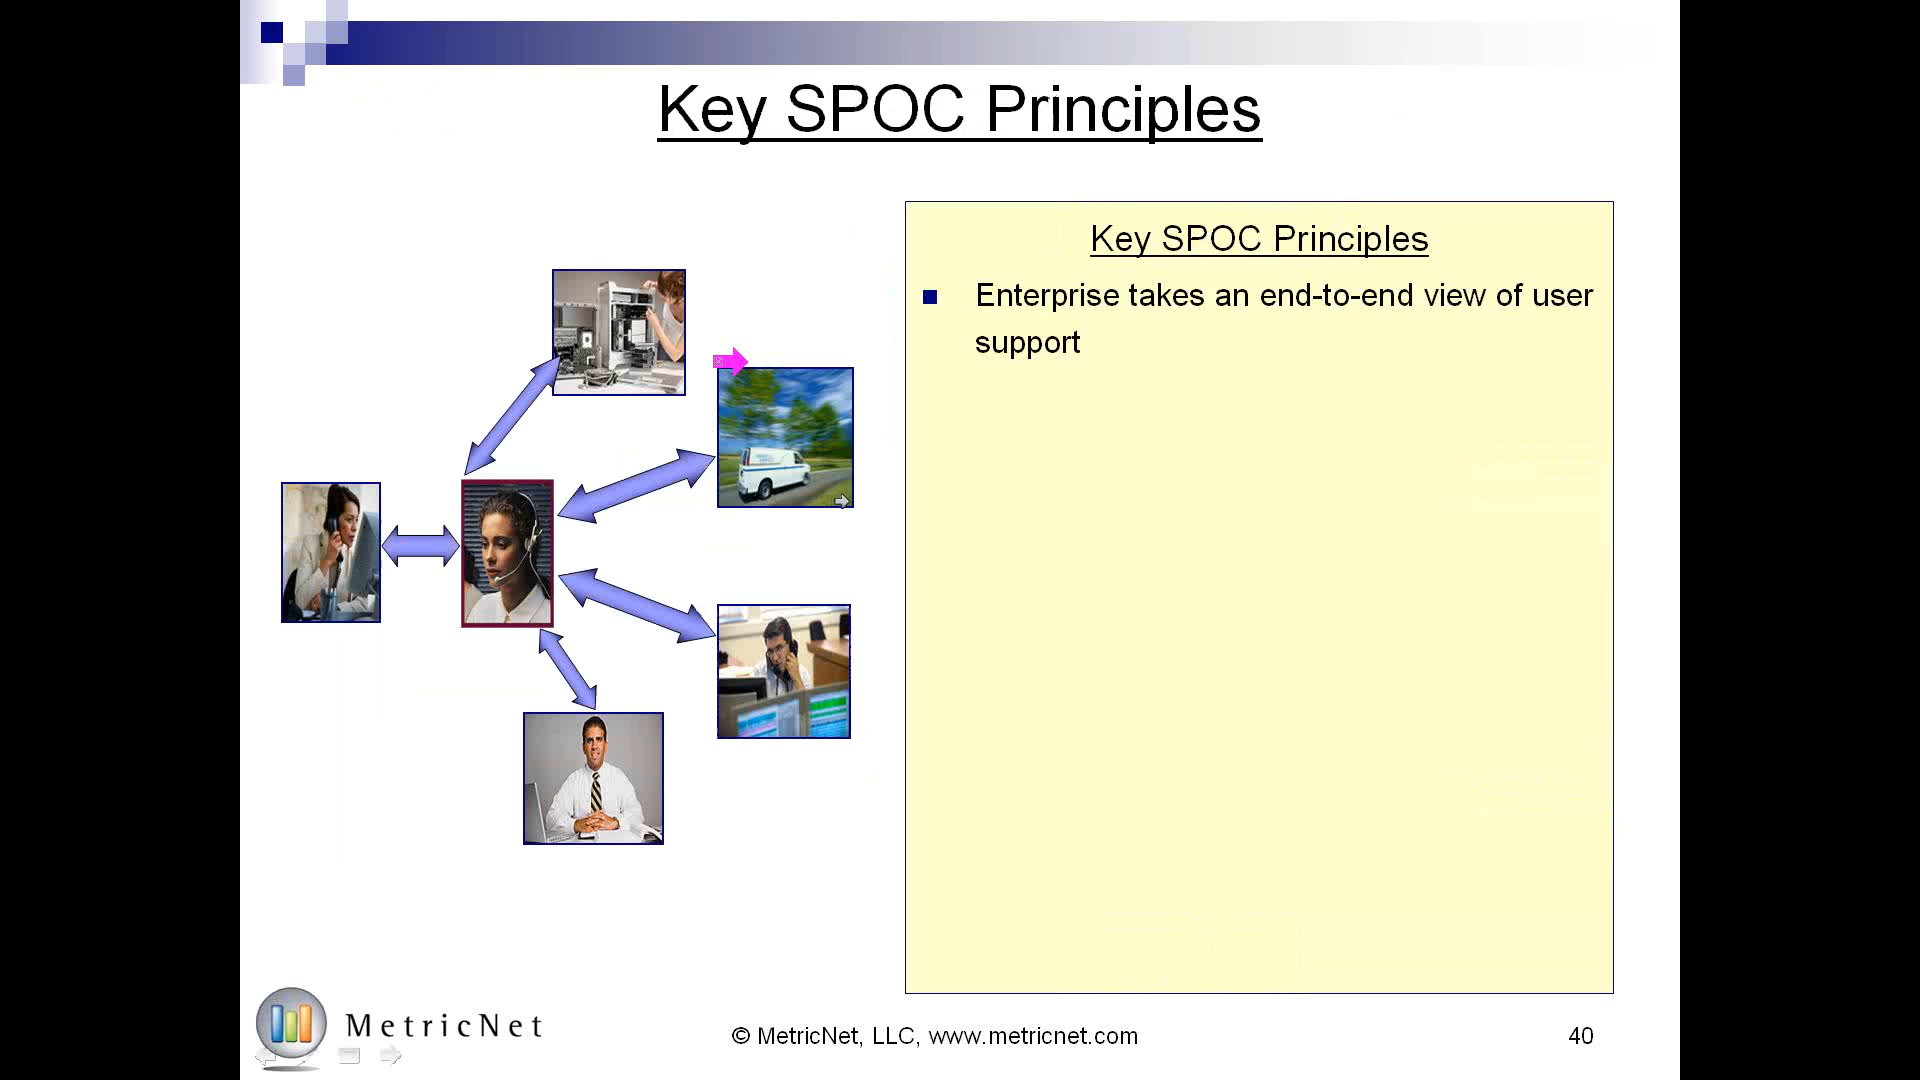 Key SPOC Principles
Key SPOC Principles
Enterprise takes an end-to-end view of user
support
MetricNet
© MetricNet, LLC, www.metricnet.com
40